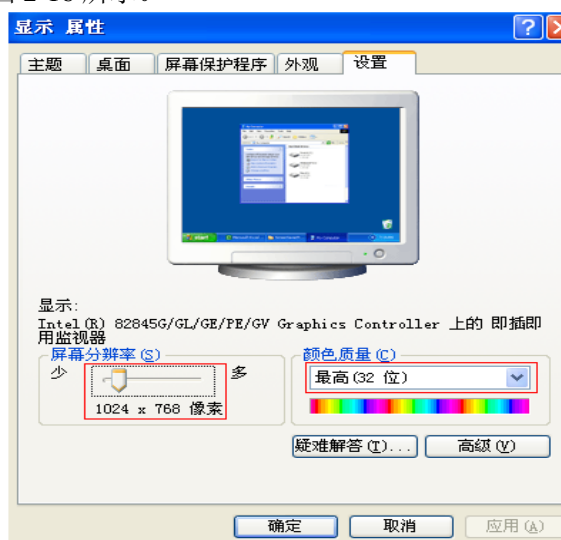 显示 属性
主题 桌面 屏幕保护程序 外观 设置
显示:
Intel(R) 82845G/GL/GE/PE/GV Graphics Controller 上的 即插即
用监视器
屏幕分辨率(S)
少 多
1024 x 768 像素
颜色质量(C)
最高(32 位)
疑难解答(T)... 高级(V)
确定 取消 应用(A)